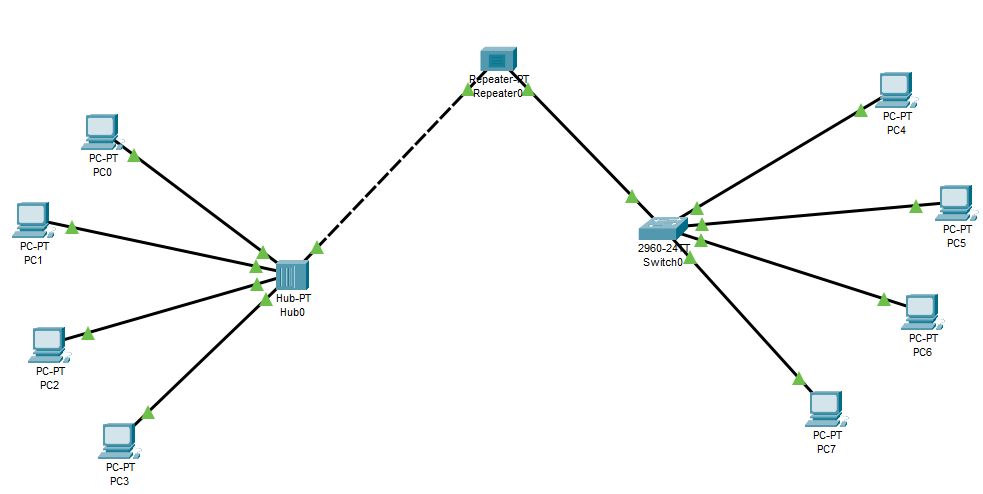 Repeater-PT
Repeater0
PC-PT
PC0
PC-PT
PC1
PC-PT
PC2
PC-PT
PC3
Hub-PT
Hub0
2960-24TT
Switch0
PC-PT
PC4
PC-PT
PC5
PC-PT
PC6
PC-PT
PC7